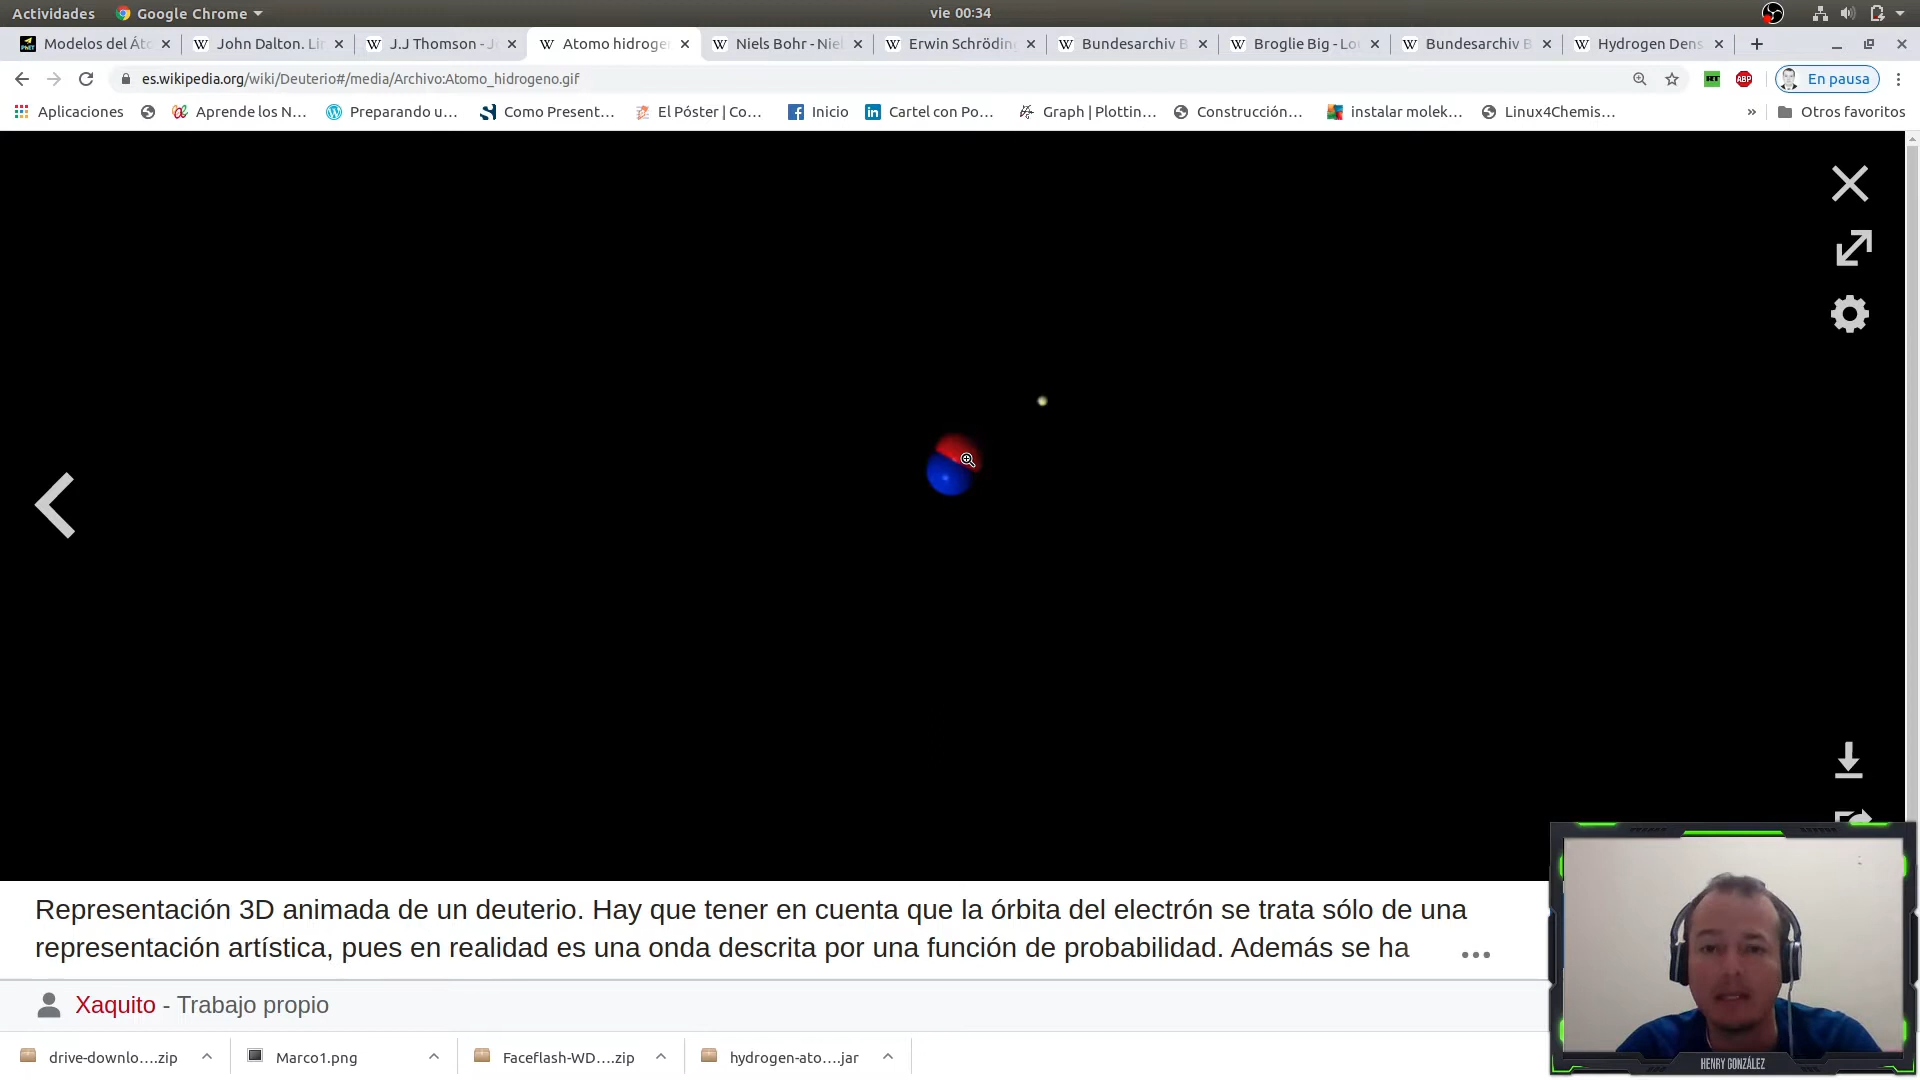 Actividades
Google Chrome
vie 00:34
Modelos del Áto
John Dalton. Lin
J.J Thomson - J
Atomo hidroge
Niels Bohr - Niel
Erwin Schröding
Bundesarchiv B
Broglie Big - Lo
Bundesarchiv B
Hydrogen Dens
es.wikipedia.org/wiki/Deuterio#/media/Archivo:Atomo_hidrogeno.gif
RT
ABP
En pausa
Aplicaciones
Aprende los N...
Preparando u...
Como Present...
El Póster | Co...
Inicio
Cartel con Po...
Graph | Plottin...
Construcción...
instalar molek...
Linux4Chemis...
»
Otros favoritos
Representación 3D animada de un deuterio. Hay que tener en cuenta que la órbita del electrón se trata sólo de una
representación artística, pues en realidad es una onda descrita por una función de probabilidad. Además se ha
Xaquito - Trabajo propio
drive-downlo....zip
Marco1.png
Faceflash-WD....zip
hydrogen-ato....jar
HENRY GONZÁLEZ